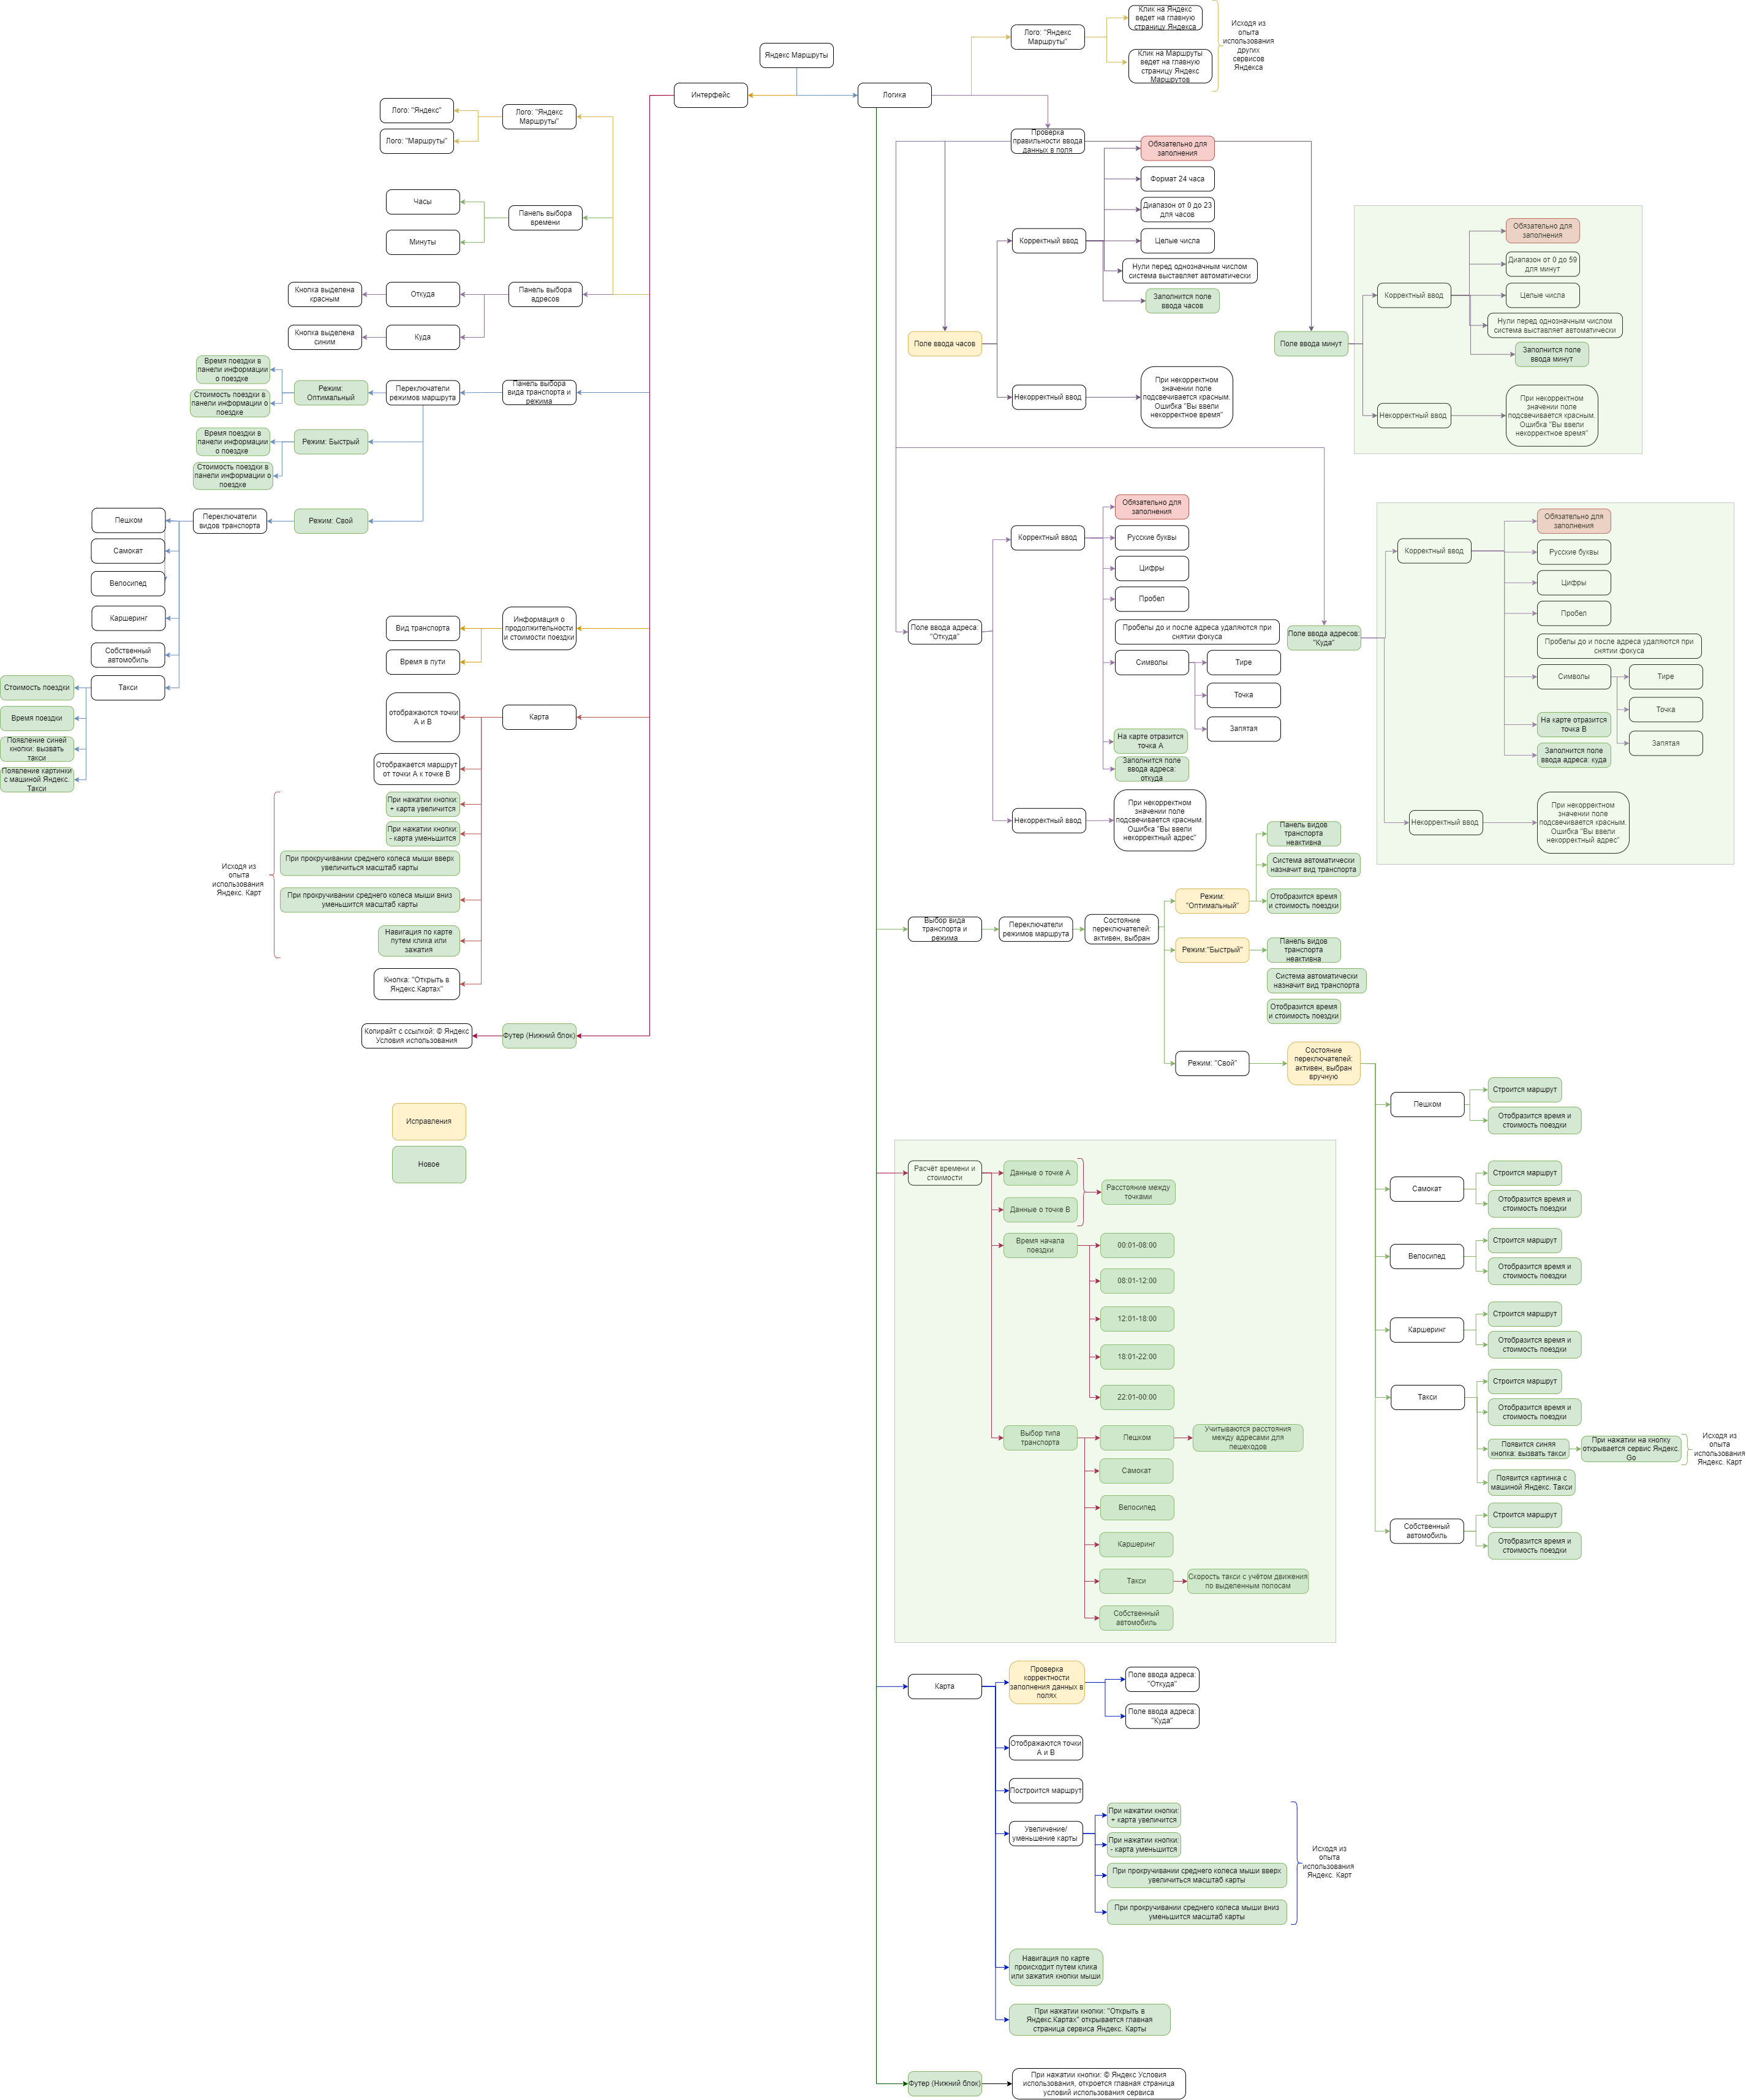 Яндекс Маршруты
Интерфейс
Логика
Лого: "Яндекс
Маршруты"
Лого: "Яндекс"
Лого: "Маршруты"
Панель выбора
времени
Часы
Минуты
Панель выбора
адресов
Откуда
Кнопка выделена
красным
Куда
Кнопка выделена
синим
Панель выбора
вида транспорта и
режима
Переключатели
режимов маршрута
Режим:
Оптимальный
Время поездки в
панели информации
о поездке
Стоимость поездки в
панели информации о
поездке
Режим: Быстрый
Время поездки в
панели информации
о поездке
Стоимость поездки в
панели информации о
поездке
Режим: Свой
Переключатели
видов транспорта
Пешком
Самокат
Велосипед
Каршеринг
Собственный
автомобиль
Такси
Стоимость поездки
Время поездки
Появление синей
кнопки: вызвать
такси
Появление картинки
с машиной Яндекс.
Такси
Информация о
продолжительности
и стоимости поездки
Вид транспорта
Время в пути
Карта
отображаются точки
А и В
Отображается маршрут
от точки А к точке В
При нажатии кнопки:
+ карта увеличится
При нажатии кнопки:
- карта уменьшится
При прокручивании среднего колеса мыши вверх
увеличиться масштаб карты
При прокручивании среднего колеса мыши вниз
уменьшится масштаб карты
Навигация по карте
путем клика или
зажатия
Исходя из
опыта
использования
Яндекс. Карт
Кнопка: "Открыть в
Яндекс.Картах"
Футер (Нижний блок)
Копирайт с ссылкой: © Яндекс
Условия использования
Исправления
Новое
Лого: "Яндекс
Маршруты"
Клик на Яндекс
ведет на главную
страницу Яндекса
Клик на Маршруты
ведет на главную
страницу Яндекс
Маршрутов
Исходя из
опыта
использования
других
сервисов
Яндекса
Проверка
правильности ввода
данных в поля
Поле ввода часов
Корректный ввод
Обязательно для
заполнения
Формат 24 часа
Диапазон от 0 до 23
для часов
Целые числа
Нули перед однозначным числом
система выставляет автоматически
Заполнится поле
ввода часов
Некорректный ввод
При некорректном
значении поле
подсвечивается красным.
Ошибка "Вы ввели
некорректное время"
Поле ввода минут
Корректный ввод
Обязательно для
заполнения
Диапазон от 0 до 59
для минут
Целые числа
Нули перед однозначным числом
система выставляет автоматически
Заполнится поле
ввода минут
Некорректный ввод
При некорректном
значении поле
подсвечивается красным.
Ошибка "Вы ввели
некорректное время"
Поле ввода адреса:
"Откуда"
Корректный ввод
Обязательно для
заполнения
Русские буквы
Цифры
Пробел
Пробелы до и после адреса удаляются при
снятии фокуса
Символы
Тире
Точка
Запятая
На карте отразится
точка А
Заполнится поле
ввода адреса:
откуда
Некорректный ввод
При некорректном
значении поле
подсвечивается красным.
Ошибка "Вы ввели
некорректный адрес"
Поле ввода адресов:
"Куда"
Корректный ввод
Обязательно для
заполнения
Русские буквы
Цифры
Пробел
Пробелы до и после адреса удаляются при
снятии фокуса
Символы
Тире
Точка
Запятая
На карте отразится
точка В
Заполнится поле
ввода адреса: куда
Некорректный ввод
При некорректном
значении поле
подсвечивается красным.
Ошибка "Вы ввели
некорректный адрес"
Выбор вида
транспорта и
режима
Переключатели
режимов маршрута
Состояние
переключателей:
активен, выбран
Режим:
"Оптимальный"
Панель видов
транспорта
неактивна
Система автоматически
назначит вид транспорта
Отобразится время
и стоимость поездки
Режим:"Быстрый"
Панель видов
транспорта
неактивна
Система автоматически
назначит вид транспорта
Отобразится время
и стоимость поездки
Режим: "Свой"
Состояние
переключателей:
активен, выбран
вручную
Пешком
Строится маршрут
Отобразится время и
стоимость поездки
Самокат
Строится маршрут
Отобразится время и
стоимость поездки
Велосипед
Строится маршрут
Отобразится время и
стоимость поездки
Каршеринг
Строится маршрут
Отобразится время и
стоимость поездки
Такси
Строится маршрут
Отобразится время и
стоимость поездки
Появится синяя
кнопка: вызвать такси
При нажатии на кнопку
открывается сервис Яндекс.
Go
Исходя из
опыта
использования
Яндекс. Карт
Появится картинка с
машиной Яндекс. Такси
Собственный
автомобиль
Строится маршрут
Отобразится время и
стоимость поездки
Расчёт времени и
стоимости
Данные о точке А
Данные о точке В
Расстояние между
точками
Время начала
поездки
00:01-08:00
08:01-12:00
12:01-18:00
18:01-22:00
22:01-00:00
Выбор типа
транспорта
Пешком
Учитываются расстояния
между адресами для
пешеходов
Самокат
Велосипед
Каршеринг
Такси
Скорость такси с учётом движения
по выделенным полосам
Собственный
автомобиль
Карта
Проверка
корректности
заполнения данных в
полях
Поле ввода адреса:
"Откуда"
Поле ввода адреса:
"Куда"
Отображаются точки
А и В
Построится маршрут
Увеличение/
уменьшение карты
При нажатии кнопки:
+ карта увеличится
При нажатии кнопки:
- карта уменьшится
При прокручивании среднего колеса мыши вверх
увеличиться масштаб карты
При прокручивании среднего колеса мыши вниз
уменьшится масштаб карты
Исходя из
опыта
использования
Яндекс. Карт
Навигация по карте
происходит путем клика
или зажатия кнопки мыши
При нажатии кнопки: "Открыть в
Яндекс.Картах" открывается главная
страница сервиса Яндекс. Карты
Футер (Нижний блок)
При нажатии кнопки: © Яндекс Условия
использования, откроется главная страница
условий использования сервиса